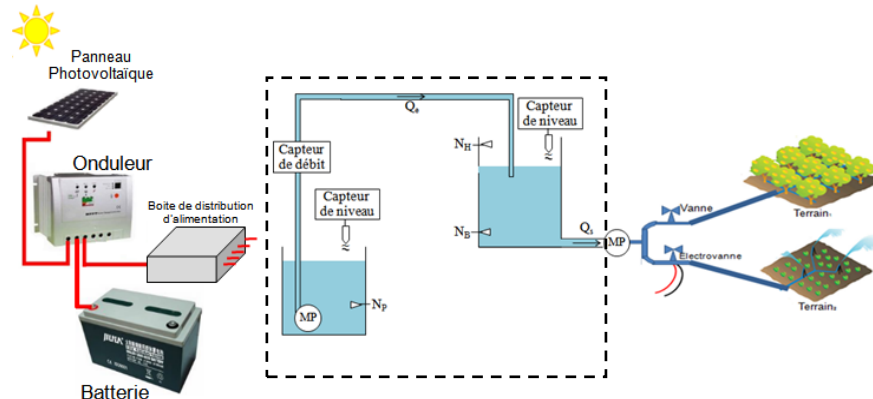 Panneau
Photovoltaïque
Onduleur
Boite de distribution
d'alimentation
Batterie
Qe
Capteur
de débit
Capteur
de niveau
MP
NP
Capteur
de niveau
NH
NB
Qs
MP
Vanne
Electrovanne
Terrain₁
Terrain₂